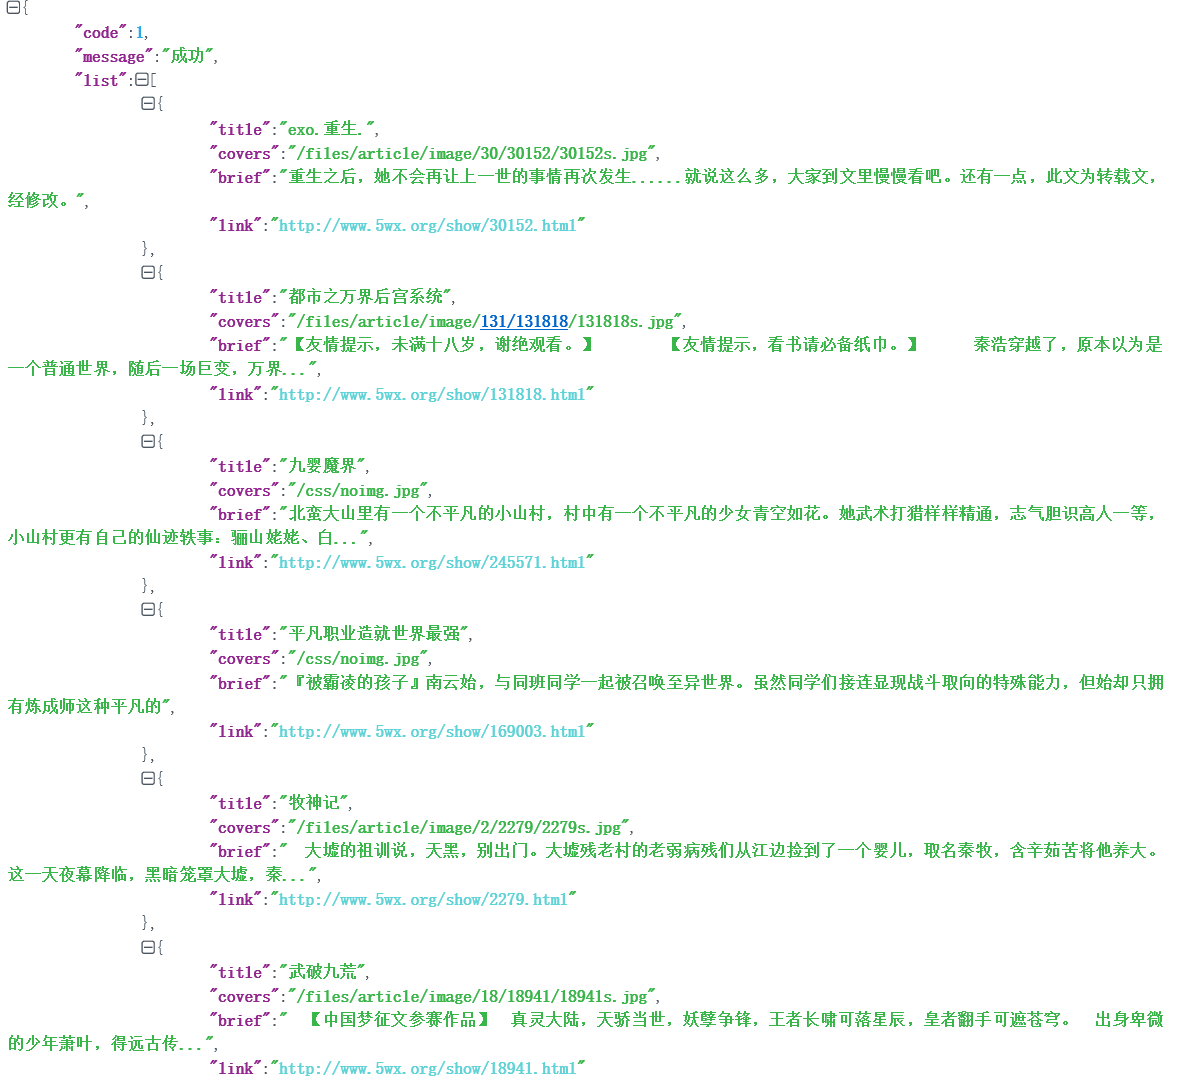 {
"code":1,
"message":"成功",
"list":[
{
"title":"exo.重生.",
"covers":"/files/article/image/30/30152/30152s.jpg",
"brief":"重生之后，她不会再让上一世的事情再次发生......就说这么多，大家到文里慢慢看吧。还有一点，此文为转载文，
经修改。",
"link":"http://www.5wx.org/show/30152.html"
},
{
"title":"都市之万界后宫系统",
"covers":"/files/article/image/131/131818/131818s.jpg",
"brief":"【友情提示，未满十八岁，谢绝观看。】 【友情提示，看书请必备纸巾。】 秦浩穿越了，原本以为是
一个普通世界，随后一场巨变，万界...",
"link":"http://www.5wx.org/show/131818.html"
},
{
"title":"九婴魔界",
"covers":"/css/noimg.jpg",
"brief":"北蛮大山里有一个不平凡的小山村，村中有一个不平凡的少女青空如花。她武术打猎样样精通，志气胆识高人一等，
小山村更有自己的仙迹轶事：骊山姥姥、白...",
"link":"http://www.5wx.org/show/245571.html"
},
{
"title":"平凡职业造就世界最强",
"covers":"/css/noimg.jpg",
"brief":"『被霸凌的孩子』南云始，与同班同学一起被召唤至异世界。虽然同学们接连显现战斗取向的特殊能力，但始却只拥
有炼成师这种平凡的",
"link":"http://www.5wx.org/show/169003.html"
},
{
"title":"牧神记",
"covers":"/files/article/image/2/2279/2279s.jpg",
"brief":" 大墟的祖训说，天黑，别出门。大墟残老村的老弱病残们从江边捡到了一个婴儿，取名秦牧，含辛茹苦将他养大。
这一天夜幕降临，黑暗笼罩大墟，秦...",
"link":"http://www.5wx.org/show/2279.html"
},
{
"title":"武破九荒",
"covers":"/files/article/image/18/18941/18941s.jpg",
"brief":" 【中国梦征文参赛作品】 真灵大陆，天骄当世，妖孽争锋，王者长啸可落星辰，皇者翻手可遮苍穹。 出身卑微
的少年萧叶，得远古传...",
"link":"http://www.5wx.org/show/18941.html"